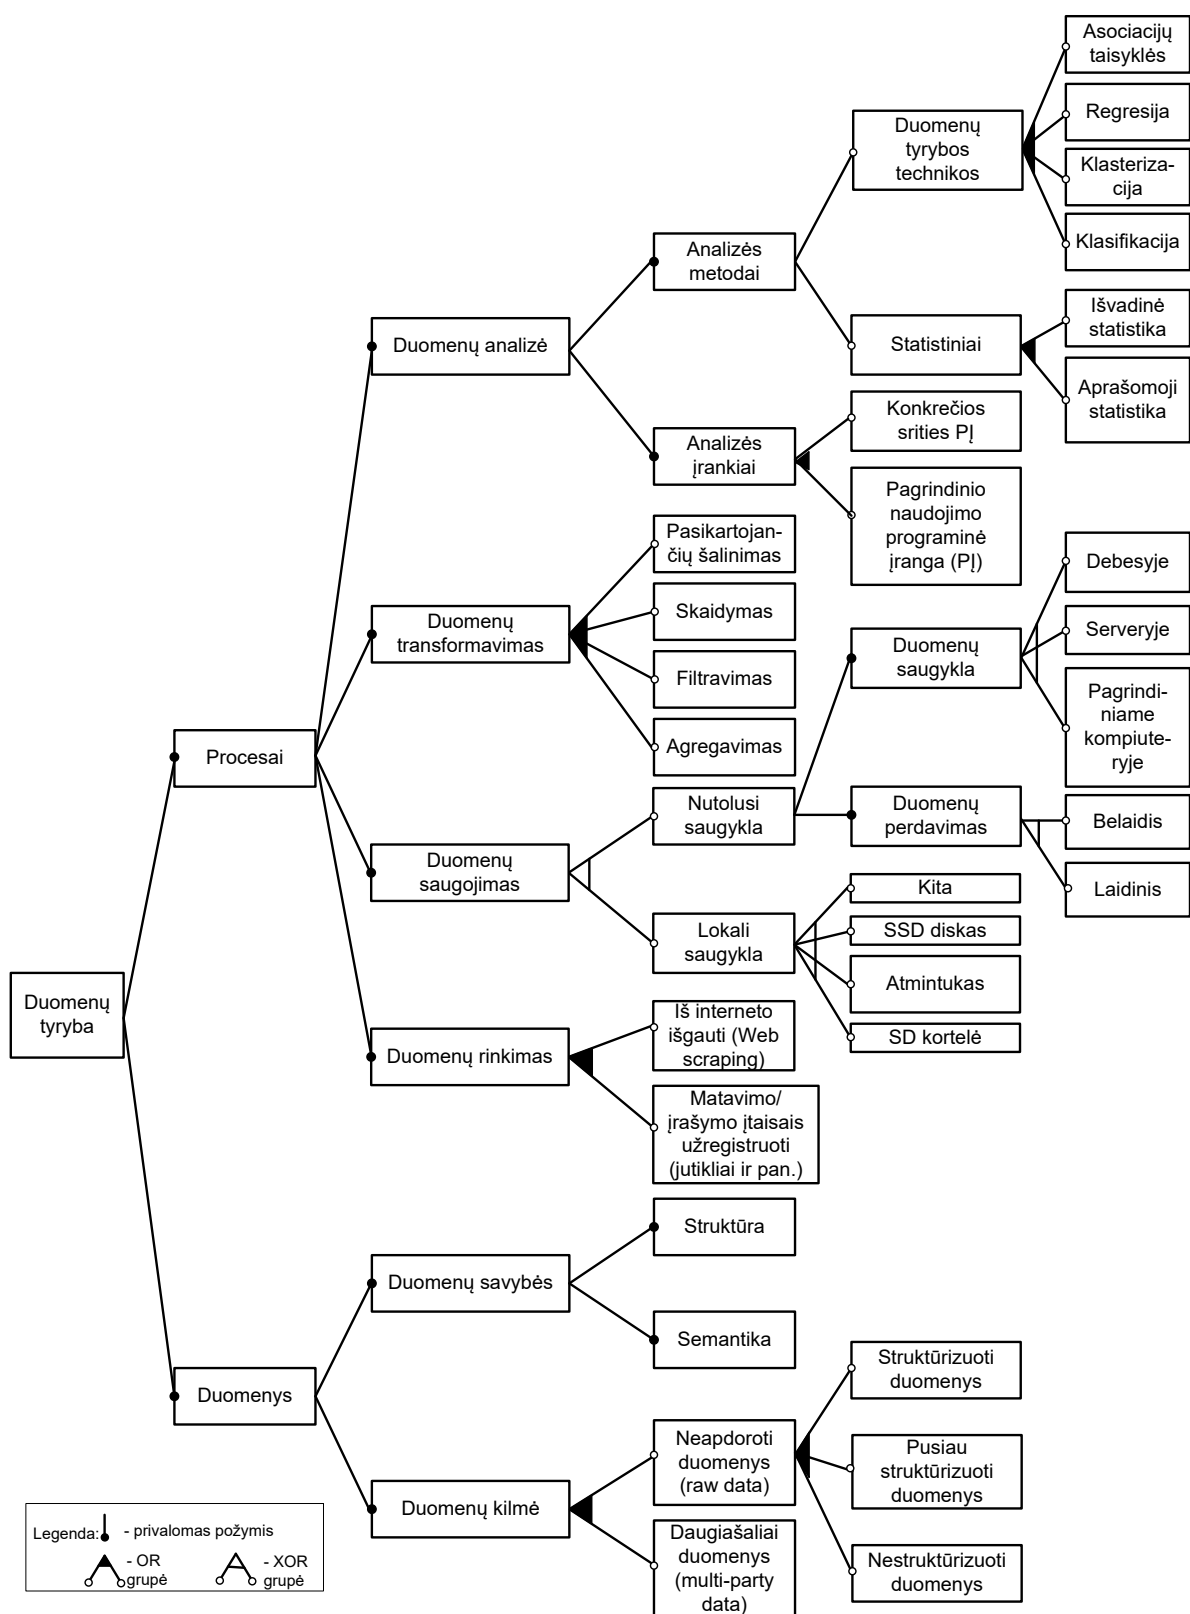 Asociacijų
taisyklės
Regresija
Klasteriza-
cija
Klasifikacija
Duomenų
tyrybos
technikos
Analizės
metodai
Išvadinė
statistika
Statistiniai
Aprašomoji
statistika
Duomenų analizė
Konkrečios
srities PĮ
Analizės
įrankiai
Pagrindinio
naudojimo
programinė
įranga (PĮ)
Pasikartojan-
čių šalinimas
Skaidymas
Duomenų
transformavimas
Filtravimas
Agregavimas
Debesyje
Serveryje
Duomenų
saugykla
Pagrindi-
niame
kompiute-
ryje
Procesai
Nutolusi
saugykla
Duomenų
perdavimas
Belaidis
Laidinis
Duomenų
saugojimas
Kita
SSD diskas
Lokali
saugykla
Atmintukas
SD kortelė
Duomenų
tyryba
Iš interneto
išgauti (Web
scraping)
Duomenų rinkimas
Matavimo/
įrašymo įtaisais
užregistruoti
(jutikliai ir pan.)
Struktūra
Duomenų savybės
Semantika
Duomenys
Struktūrizuoti
duomenys
Neapdoroti
duomenys
(raw data)
Pusiau
struktūrizuoti
duomenys
Duomenų kilmė
Daugiašaliai
duomenys
(multi-party
data)
Nestruktūrizuoti
duomenys
Legenda: - privalomas požymis
- OR
grupė
- XOR
grupė